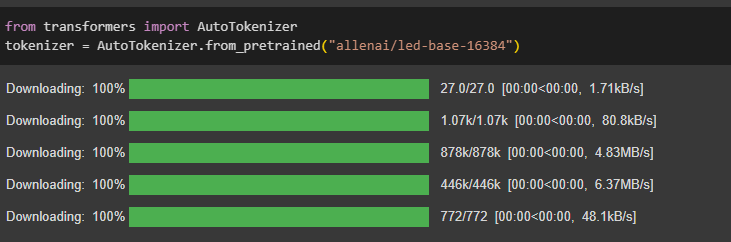 from transformers import AutoTokenizer
tokenizer = AutoTokenizer.from_pretrained("allenai/led-base-16384")
Downloading: 100% 27.0/27.0 [00:00<00:00, 1.71kB/s]
Downloading: 100% 1.07k/1.07k [00:00<00:00, 80.8kB/s]
Downloading: 100% 878k/878k [00:00<00:00, 4.83MB/s]
Downloading: 100% 446k/446k [00:00<00:00, 6.37MB/s]
Downloading: 100% 772/772 [00:00<00:00, 48.1kB/s]